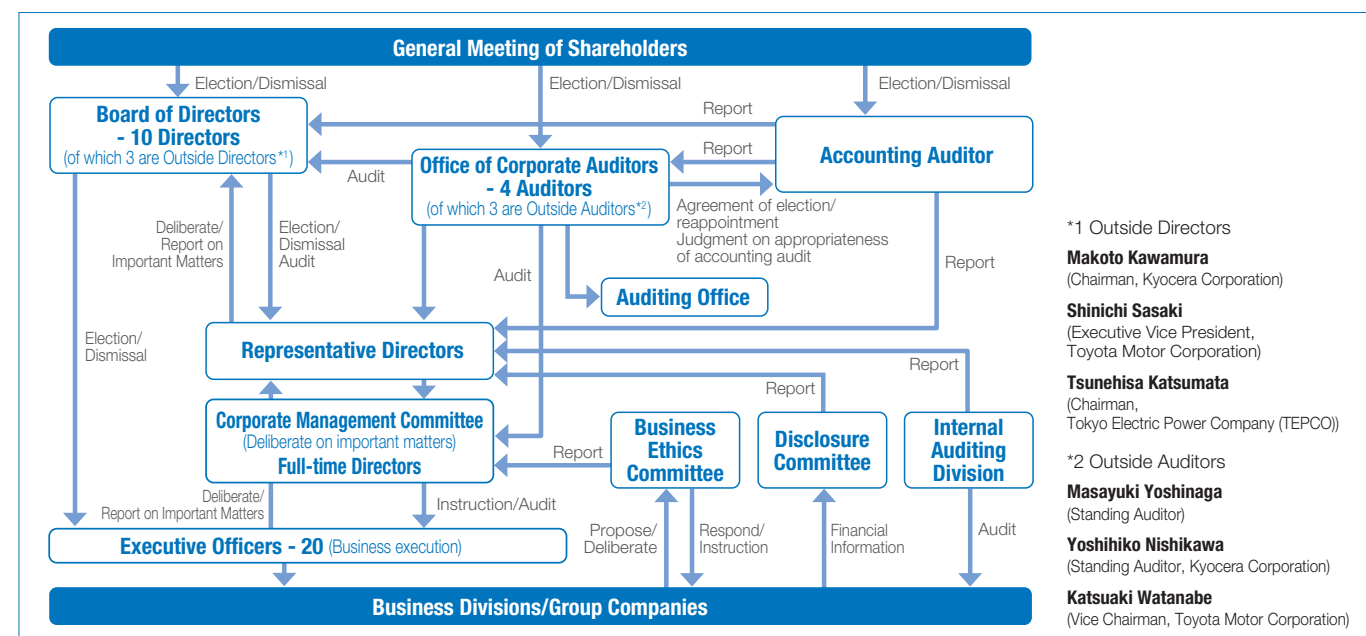 General Meeting of Shareholders
Election/Dismissal
Election/Dismissal
Election/Dismissal
Board of Directors
- 10 Directors
(of which 3 are Outside Directors*1)
Report
Report
Audit
Office of Corporate Auditors
- 4 Auditors
(of which 3 are Outside Auditors*2)
Accounting Auditor
Agreement of election/
reappointment
Judgment on appropriateness
of accounting audit
Deliberate/
Report on
Important Matters
Election/
Dismissal
Audit
Audit
Report
Auditing Office
Election/
Dismissal
Representative Directors
Report
Report
Corporate Management Committee
(Deliberate on important matters)
Full-time Directors
Report
Business
Ethics
Committee
Disclosure
Committee
Internal
Auditing
Division
Deliberate/
Report on Important Matters
Instruction/Audit
Propose/
Deliberate
Respond/
Instruction
Financial
Information
Audit
Executive Officers - 20 (Business execution)
Business Divisions/Group Companies
*1 Outside Directors
Makoto Kawamura
(Chairman, Kyocera Corporation)
Shinichi Sasaki
(Executive Vice President,
Toyota Motor Corporation)
Tsunehisa Katsumata
(Chairman,
Tokyo Electric Power Company (TEPCO))
*2 Outside Auditors
Masayuki Yoshinaga
(Standing Auditor)
Yoshihiko Nishikawa
(Standing Auditor, Kyocera Corporation)
Katsuaki Watanabe
(Vice Chairman, Toyota Motor Corporation)